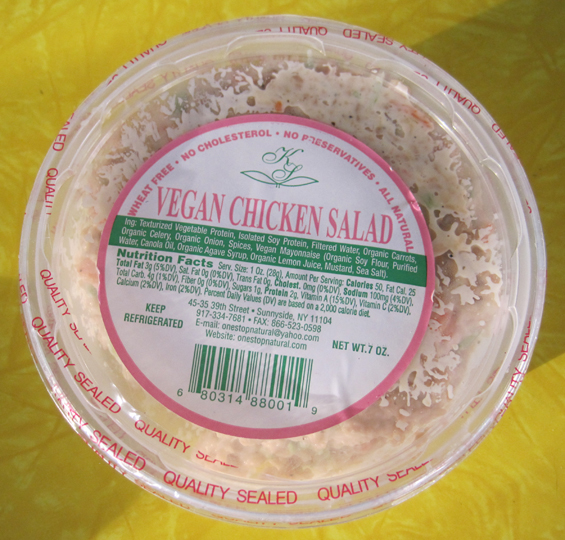 WHEAT FREE • NO CHOLESTEROL • NO PRESERVATIVES • ALL NATURAL
KS
VEGAN CHICKEN SALAD
Ing: Texturized Vegetable Protein, Isolated Soy Protein, Filtered Water, Organic Carrots,
Organic Celery, Organic Onion, Spices, Vegan Mayonnaise (Organic Soy Flour, Purified
Water, Canola Oil, Organic Agave Syrup, Organic Lemon Juice, Mustard, Sea Salt).
Nutrition Facts Serv. Size: 1 Oz. (28g), Amount Per Serving: Calories 50, Fat Cal. 25
Total Fat 3g (5%DV), Sat. Fat 0g (0%DV), Trans Fat 0g, Cholest. 0mg (0%DV), Sodium 100mg (4%DV),
Total Carb. 4g (1%DV), Fiber 0g (0%DV), Sugars 1g, Protein 2g, Vitamin A (15%DV), Vitamin C (2%DV),
Calcium (2%DV), Iron (2%DV). Percent Daily Values (DV) are based on a 2,000 calorie diet.
KEEP
REFRIGERATED
45-35 39th Street • Sunnyside, NY 11104
917-334-7681 • FAX: 866-523-0598
E-mail: onestopnatural@yahoo.com
Website: onestopnatural.com
NET WT.7 OZ.
6 80314 88001 9
QUALITY SEALED
QUALITY SEALED
QUALITY SEALED
QUALITY SEALED